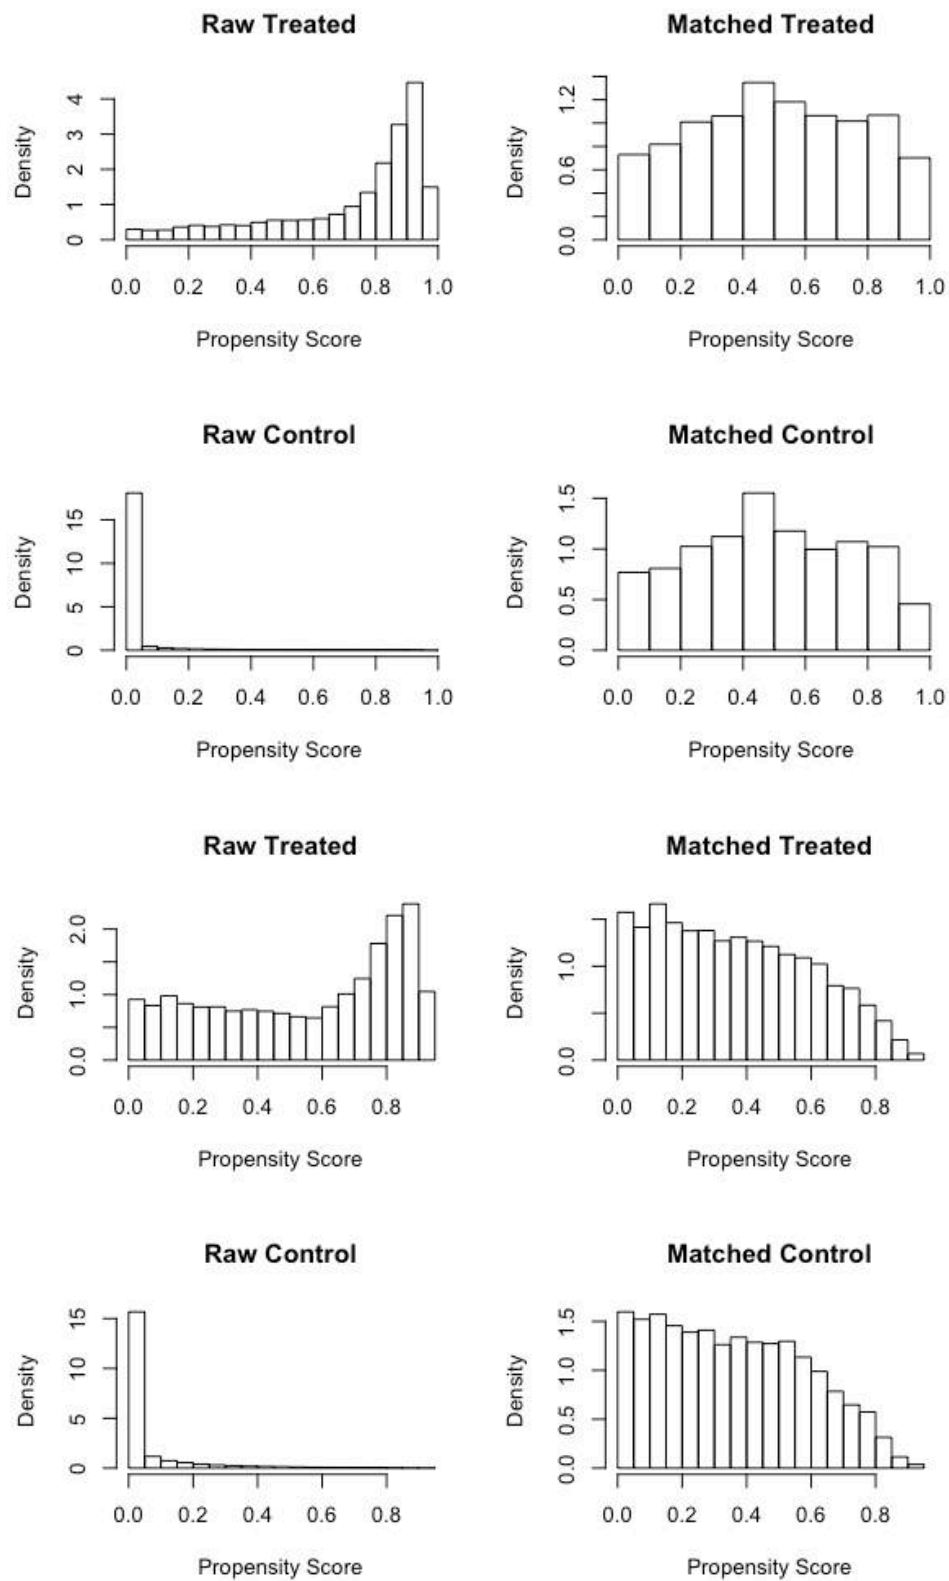 Raw Treated
Density
0 1 2 3 4
0.0 0.2 0.4 0.6 0.8 1.0
Propensity Score
Matched Treated
Density
0.0 0.6 1.2
0.0 0.2 0.4 0.6 0.8 1.0
Propensity Score
Raw Control
Density
0 5 10 15
0.0 0.2 0.4 0.6 0.8 1.0
Propensity Score
Matched Control
Density
0.0 0.5 1.0 1.5
0.0 0.2 0.4 0.6 0.8 1.0
Propensity Score
Raw Treated
Density
0.0 1.0 2.0
0.0 0.2 0.4 0.6 0.8
Propensity Score
Matched Treated
Density
0.0 1.0
0.0 0.2 0.4 0.6 0.8
Propensity Score
Raw Control
Density
0 5 10 15
0.0 0.2 0.4 0.6 0.8
Propensity Score
Matched Control
Density
0.0 0.5 1.0 1.5
0.0 0.2 0.4 0.6 0.8
Propensity Score